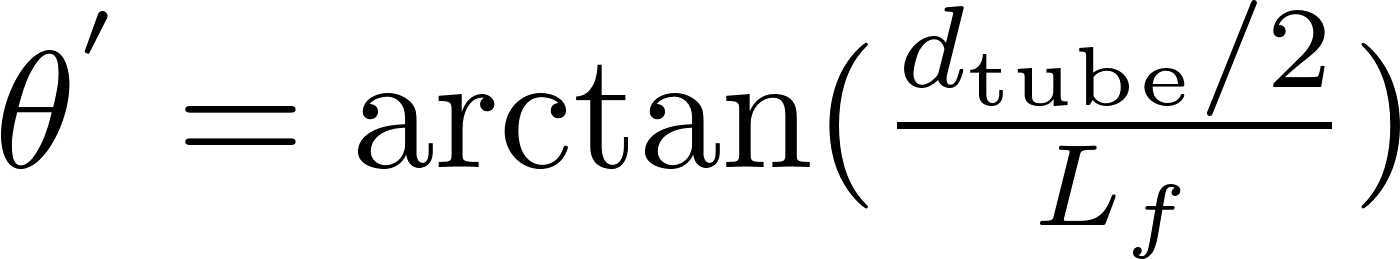 θ′ = arctan(d_tube/2 / L_f)